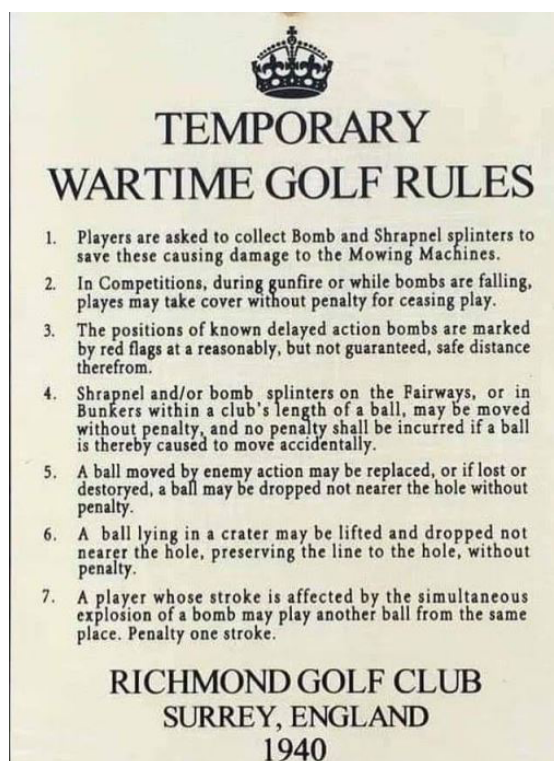 TEMPORARY
WARTIME GOLF RULES
1. Players are asked to collect Bomb and Shrapnel splinters to
save these causing damage to the Mowing Machines.
2. In Competitions, during gunfire or while bombs are falling,
playes may take cover without penalty for ceasing play.
3. The positions of known delayed action bombs are marked
by red flags at a reasonably, but not guaranteed, safe distance
therefrom.
4. Shrapnel and/or bomb splinters on the Fairways, or in
Bunkers within a club's length of a ball, may be moved
without penalty, and no penalty shall be incurred if a ball
is thereby caused to move accidentally.
5. A ball moved by enemy action may be replaced, or if lost or
destoryed, a ball may be dropped not nearer the hole without
penalty.
6. A ball lying in a crater may be lifted and dropped not
nearer the hole, preserving the line to the hole, without
penalty.
7. A player whose stroke is affected by the simultaneous
explosion of a bomb may play another ball from the same
place. Penalty one stroke.
RICHMOND GOLF CLUB
SURREY, ENGLAND
1940